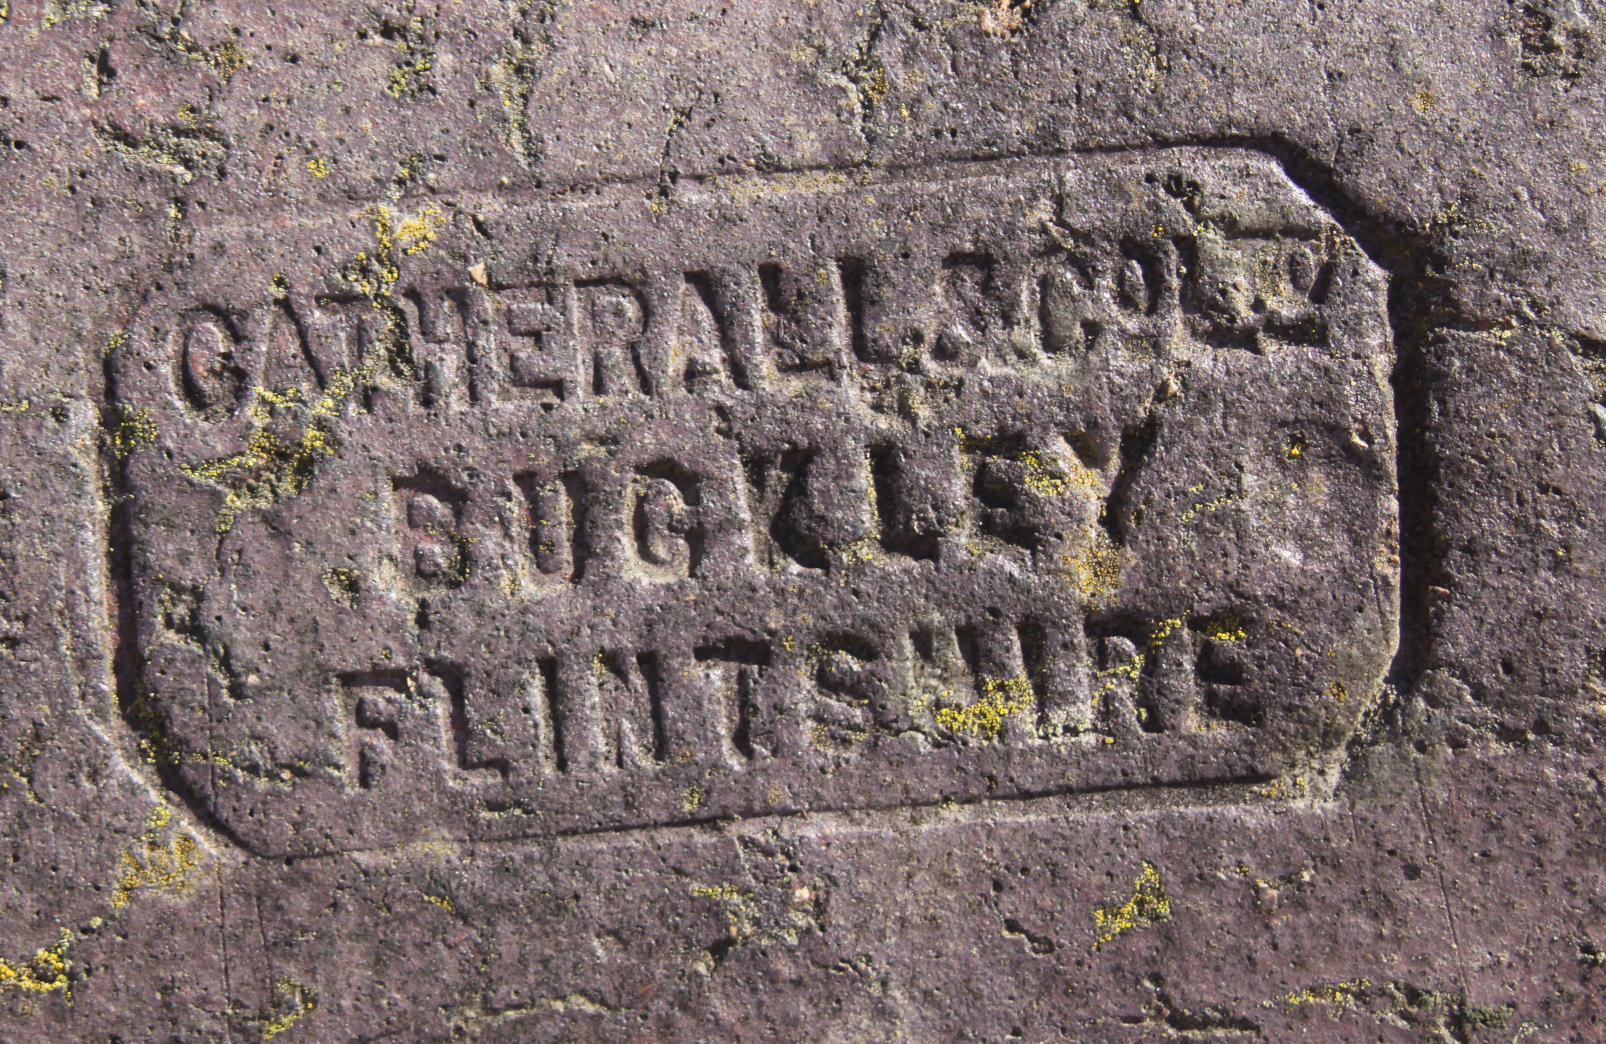 CATHERALL & Co LTD
BUCKLEY
FLINTSHIRE